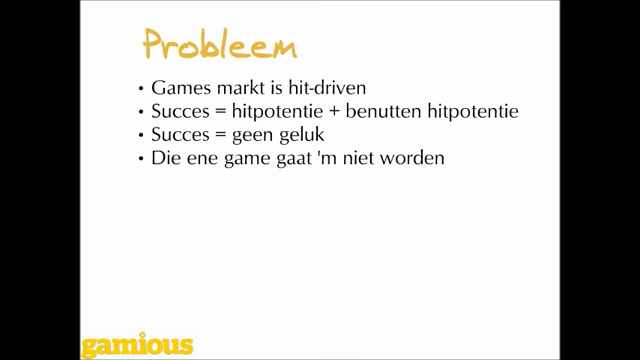 Probleem
• Games markt is hit-driven
• Succes = hitpotentie + benutten hitpotentie
• Succes = geen geluk
• Die ene game gaat 'm niet worden
gamious